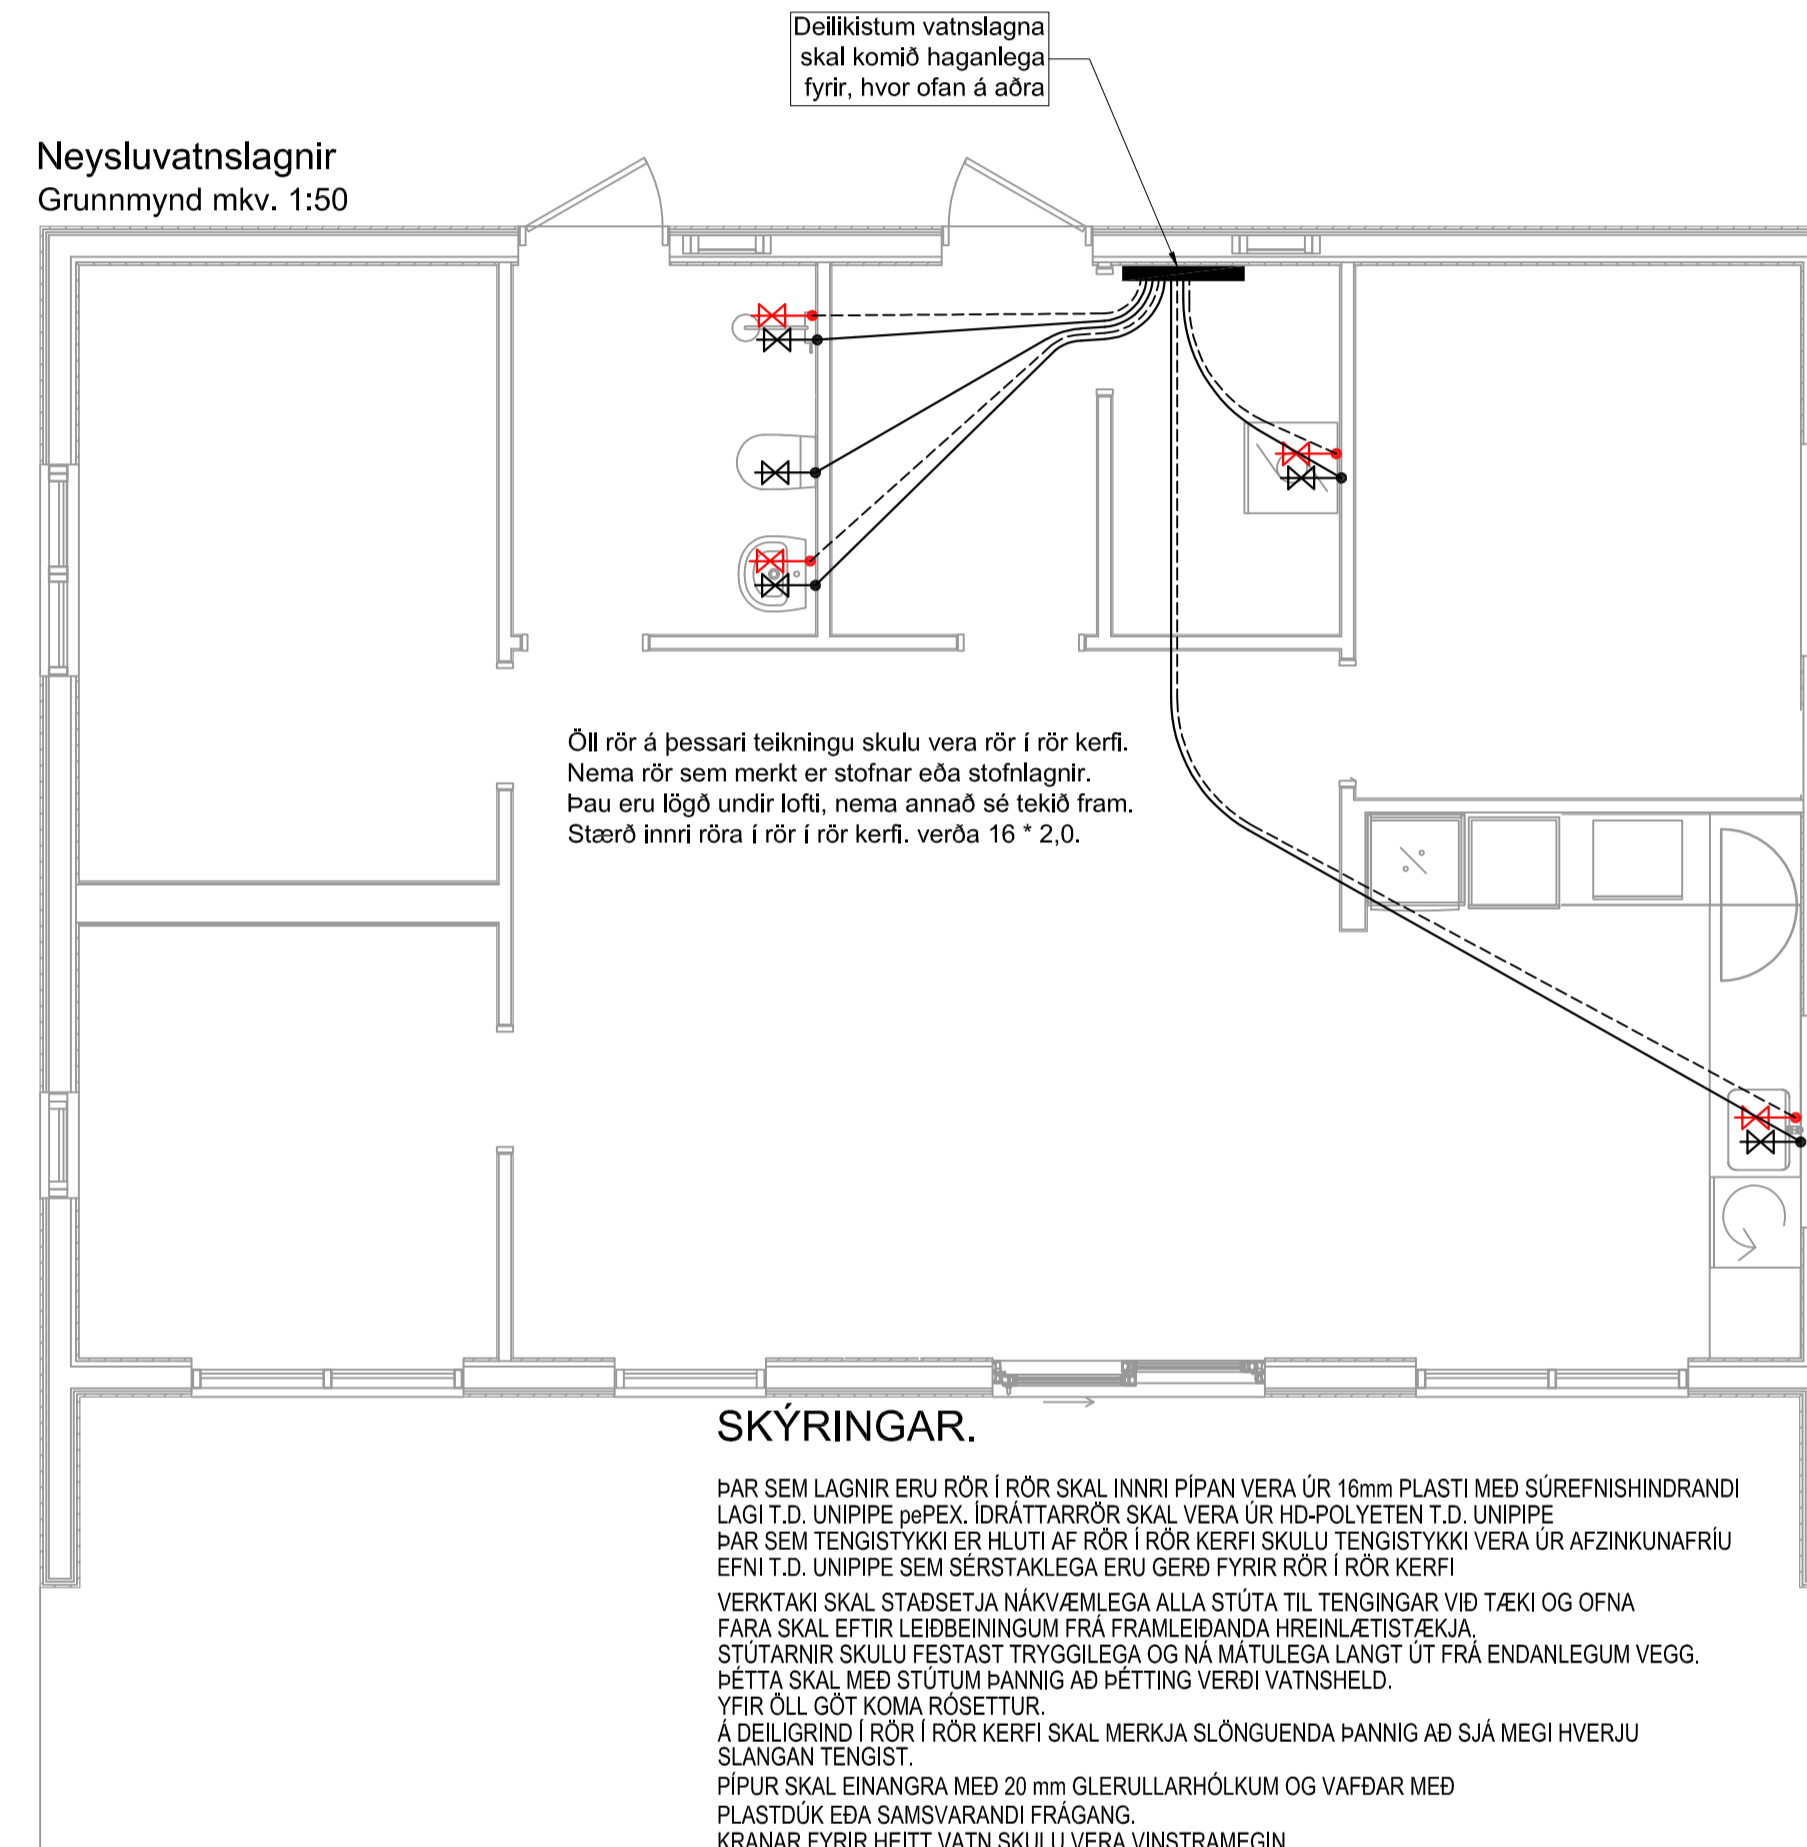 Deilikistum vatnslagna
skal komið haganlega
fyrir, hvor ofan á aðra
Neysluvatnslagnir
Grunnmynd mkv. 1:50
Öll rör á þessari teikningu skulu vera rör í rör kerfi.
Nema rör sem merkt er stofnar eða stofnlagnir.
Þau eru lögð undir lofti, nema annað sé tekið fram.
Stærð innri röra í rör í rör kerfi. verða 16 * 2,0.
SKÝRINGAR.
ÞAR SEM LAGNIR ERU RÖR Í RÖR SKAL INNRI PÍPAN VERA ÚR 16mm PLASTI MEÐ SÚREFNISHINDRANDI
LAGI T.D. UNIPIPE pePEX. ÍDRÁTTARRÖR SKAL VERA ÚR HD-POLYETEN T.D. UNIPIPE
ÞAR SEM TENGISTYKKI ER HLUTI AF RÖR Í RÖR KERFI SKULU TENGISTYKKI VERA ÚR AFZINKUNAFRÍU
EFNI T.D. UNIPIPE SEM SÉRSTAKLEGA ERU GERÐ FYRIR RÖR Í RÖR KERFI
VERKTAKI SKAL STAÐSETJA NÁKVÆMLEGA ALLA STÚTA TIL TENGINGAR VIÐ TÆKI OG OFNA
FARA SKAL EFTIR LEIÐBEININGUM FRÁ FRAMLEIÐANDA HREINLÆTISTÆKJA.
STÚTARNIR SKULU FESTAST TRYGGILEGA OG NÁ MÁTULEGA LANGT ÚT FRÁ ENDANLEGUM VEGG.
ÞÉTTA SKAL MEÐ STÚTUM ÞANNIG AÐ ÞÉTTING VERÐI VATNSHELD.
YFIR ÖLL GÖT KOMA RÓSETTUR.
Á DEILIGRIND Í RÖR Í RÖR KERFI SKAL MERKJA SLÖNGUENDA ÞANNIG AÐ SJÁ MEGI HVERJU
SLANGAN TENGIST.
PÍPUR SKAL EINANGRA MEÐ 20 mm GLERULLARHÓLKUM OG VAFÐAR MEÐ
PLASTDÚK EÐA SAMSVARANDI FRÁGANG.
KRANAR FYRIR HEITT VATN SKULU VERA VINSTRAMEGIN